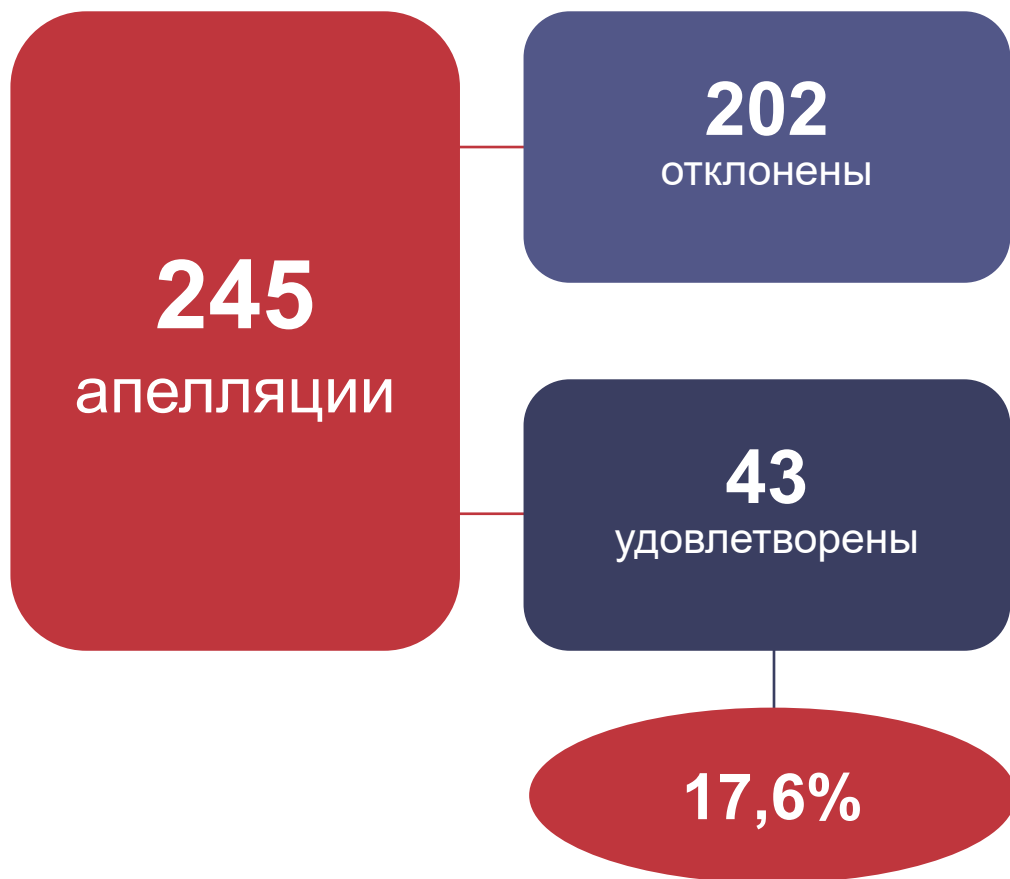 245
апелляции
202
отклонены
43
удовлетворены
17,6%